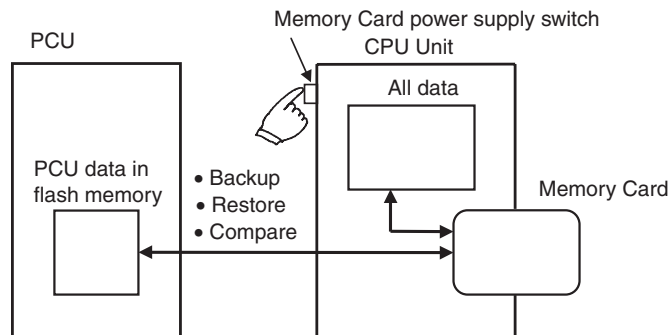 Memory Card power supply switch
PCU
CPU Unit
All data
PCU data in
flash memory
• Backup
• Restore
• Compare
Memory Card